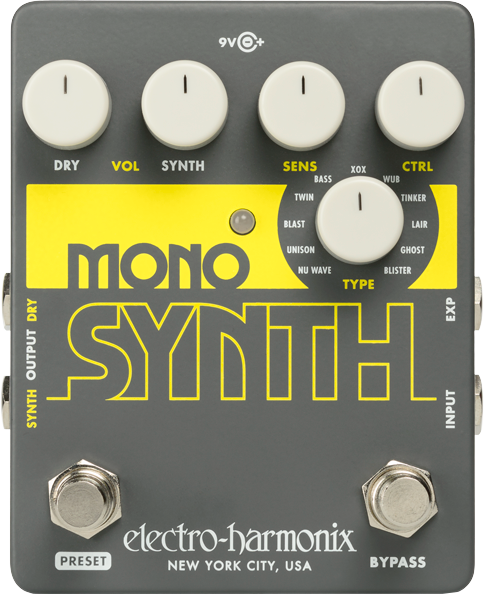 9V
DRY VOL SYNTH SENS CTRL
XOX
BASS WUB
TWIN TINKER
BLAST LAIR
UNISON GHOST
NU WAVE BLISTER
TYPE
MONO
SYNTH
SYNTH OUTPUT DRY
EXP
INPUT
electro-harmonix
PRESET NEW YORK CITY, USA BYPASS